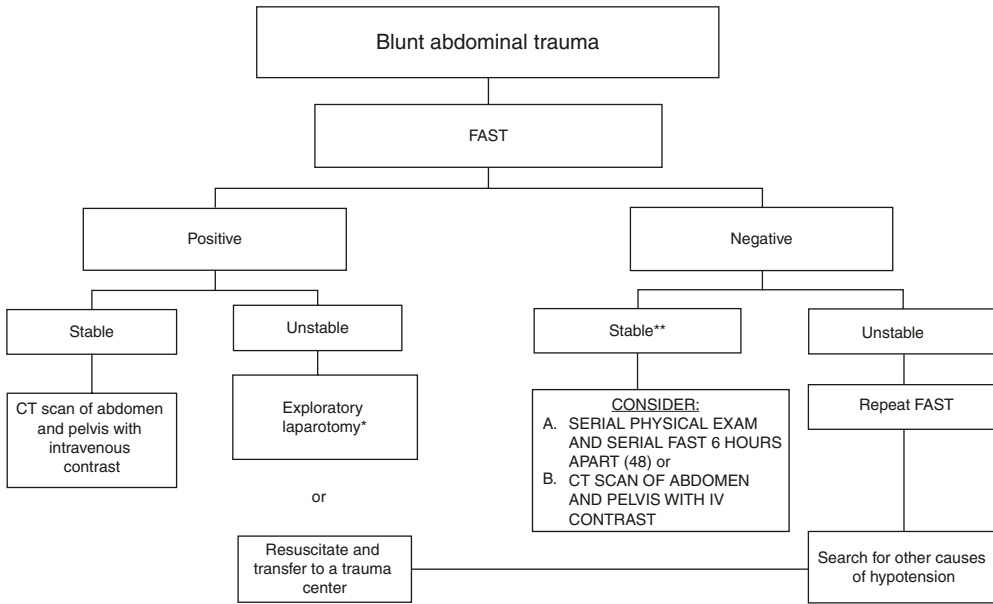 Blunt abdominal trauma
FAST
Positive
Negative
Stable
Unstable
Stable**
Unstable
CT scan of abdomen
and pelvis with
intravenous
contrast
Exploratory
laparotomy*
CONSIDER:
A. SERIAL PHYSICAL EXAM
AND SERIAL FAST 6 HOURS
APART (48) or
B. CT SCAN OF ABDOMEN
AND PELVIS WITH IV
CONTRAST
Repeat FAST
or
Resuscitate and
transfer to a trauma
center
Search for other causes
of hypotension